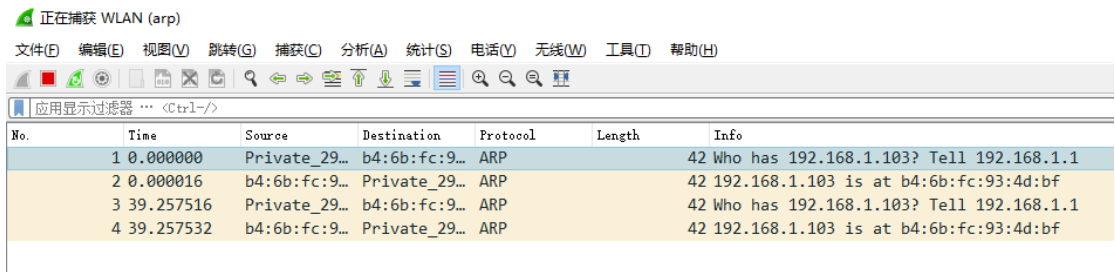 正在捕获 WLAN (arp)
文件(F) 编辑(E) 视图(V) 跳转(G) 捕获(C) 分析(A) 统计(S) 电话(Y) 无线(W) 工具(T) 帮助(H)
应用显示过滤器 … <Ctrl-/>
No. Time Source Destination Protocol Length Info
1 0.000000 Private_29… b4:6b:fc:9… ARP 42 Who has 192.168.1.103? Tell 192.168.1.1
2 0.000016 b4:6b:fc:9… Private_29… ARP 42 192.168.1.103 is at b4:6b:fc:93:4d:bf
3 39.257516 Private_29… b4:6b:fc:9… ARP 42 Who has 192.168.1.103? Tell 192.168.1.1
4 39.257532 b4:6b:fc:9… Private_29… ARP 42 192.168.1.103 is at b4:6b:fc:93:4d:bf